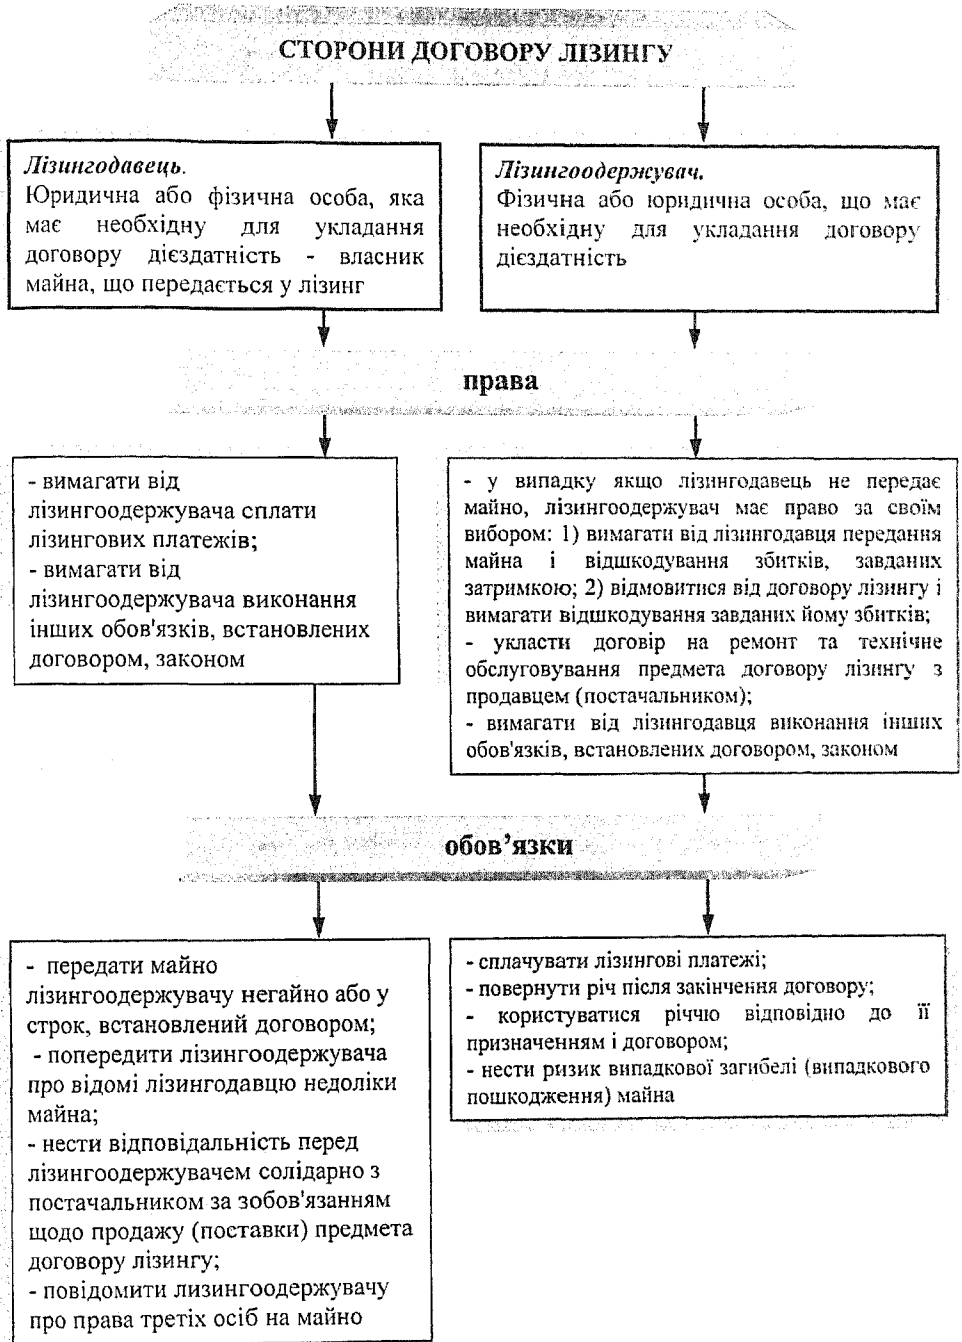 СТОРОНИ ДОГОВОРУ ЛІЗИНГУ
Лізингодавець.
Юридична або фізична особа, яка
має необхідну для укладання
договору дієздатність - власник
майна, що передається у лізинг
Лізингоодержувач.
Фізична або юридична особа, що має
необхідну для укладання договору
дієздатність
права
- вимагати від
лізингоодержувача сплати
лізингових платежів;
- вимагати від
лізингоодержувача виконання
інших обов'язків, встановлених
договором, законом
- у випадку якщо лізингодавець не передає
майно, лізингоодержувач має право за своїм
вибором: 1) вимагати від лізингодавця передання
майна і відшкодування збитків, завданих
затримкою; 2) відмовитися від договору лізингу і
вимагати відшкодування завданих йому збитків;
- укласти договір на ремонт та технічне
обслуговування предмета договору лізингу з
продавцем (постачальником);
- вимагати від лізингодавця виконання інших
обов'язків, встановлених договором, законом
обов’язки
- передати майно
лізингоодержувачу негайно або у
строк, встановлений договором;
- попередити лізингоодержувача
про відомі лізингодавцю недоліки
майна;
- нести відповідальність перед
лізингоодержувачем солідарно з
постачальником за зобов'язанням
щодо продажу (поставки) предмета
договору лізингу;
- повідомити лизингоодержувачу
про права третіх осіб на майно
- сплачувати лізингові платежі;
- повернути річ після закінчення договору;
- користуватися річчю відповідно до її
призначенням і договором;
- нести ризик випадкової загибелі (випадкового
пошкодження) майна